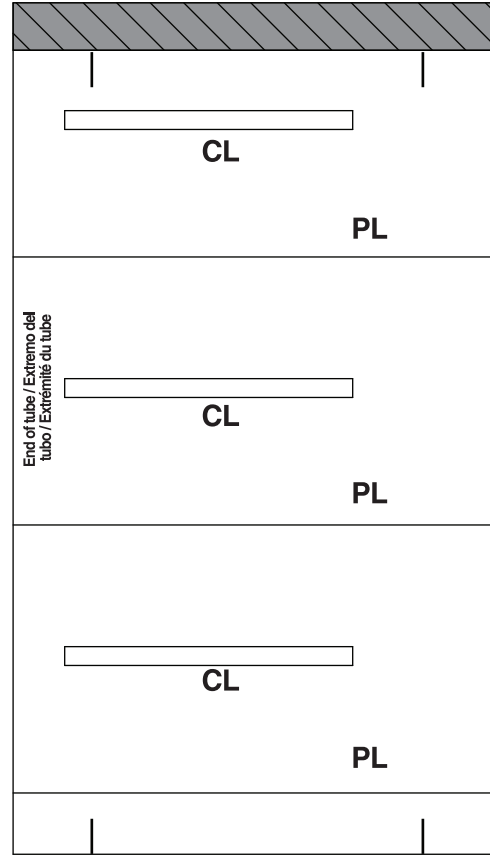 CL
PL
End of tube / Extremo del
tubo / Extrémité du tube
CL
PL
CL
PL